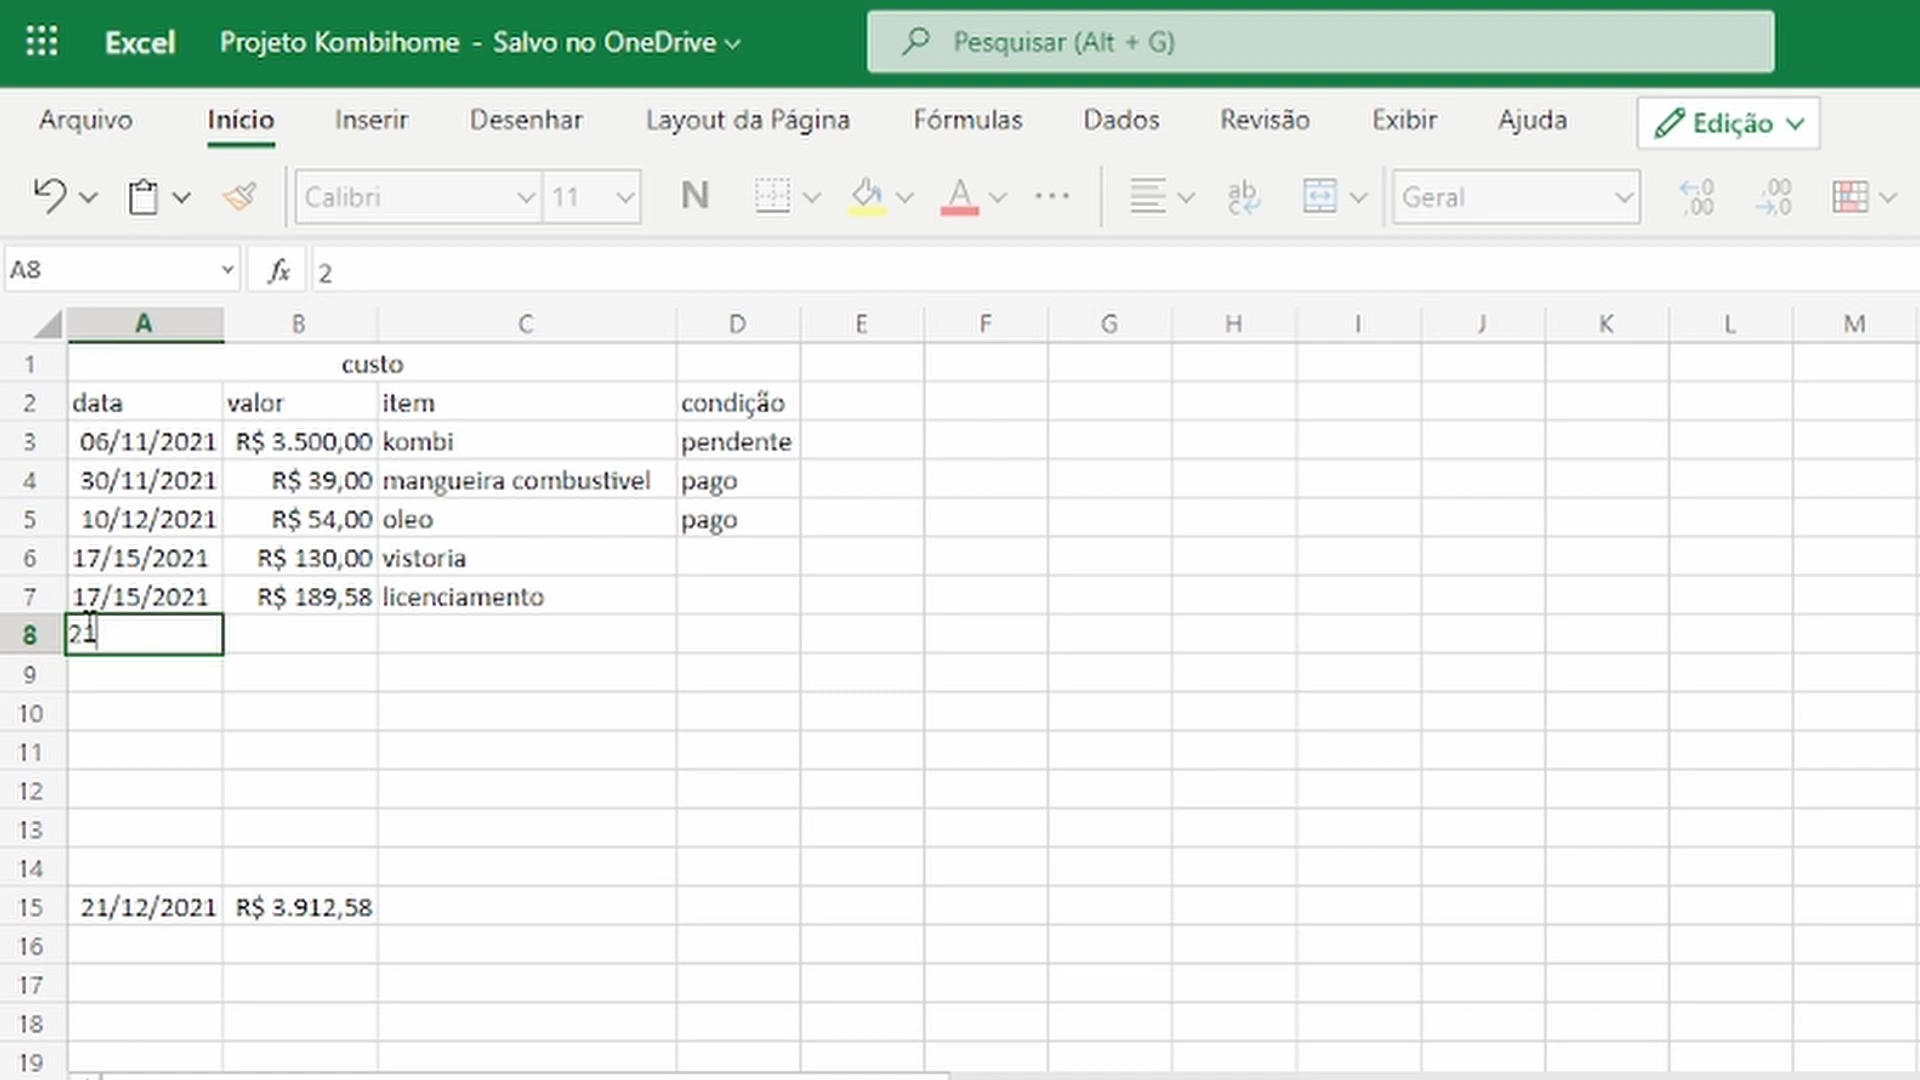 Excel Projeto Kombihome - Salvo no OneDrive Pesquisar (Alt + G)
Arquivo Início Inserir Desenhar Layout da Página Fórmulas Dados Revisão Exibir Ajuda Edição
Calibri 11 N A ... ab c Geral ,00 ,00
A8 fx 2
A B C D E F G H I J K L M
1 custo
2 data valor item condição
3 06/11/2021 R$ 3.500,00 kombi pendente
4 30/11/2021 R$ 39,00 mangueira combustivel pago
5 10/12/2021 R$ 54,00 oleo pago
6 17/15/2021 R$ 130,00 vistoria
7 17/15/2021 R$ 189,58 licenciamento
8 21
9
10
11
12
13
14
15 21/12/2021 R$ 3.912,58
16
17
18
19